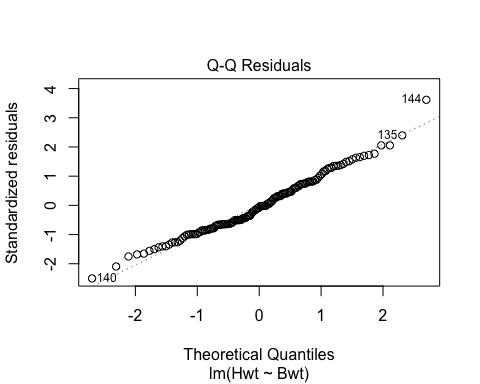 Q-Q Residuals
Standardized residuals
4
3
2
1
0
-1
-2
144
135
140
-2 -1 0 1 2
Theoretical Quantiles
lm(Hwt ~ Bwt)